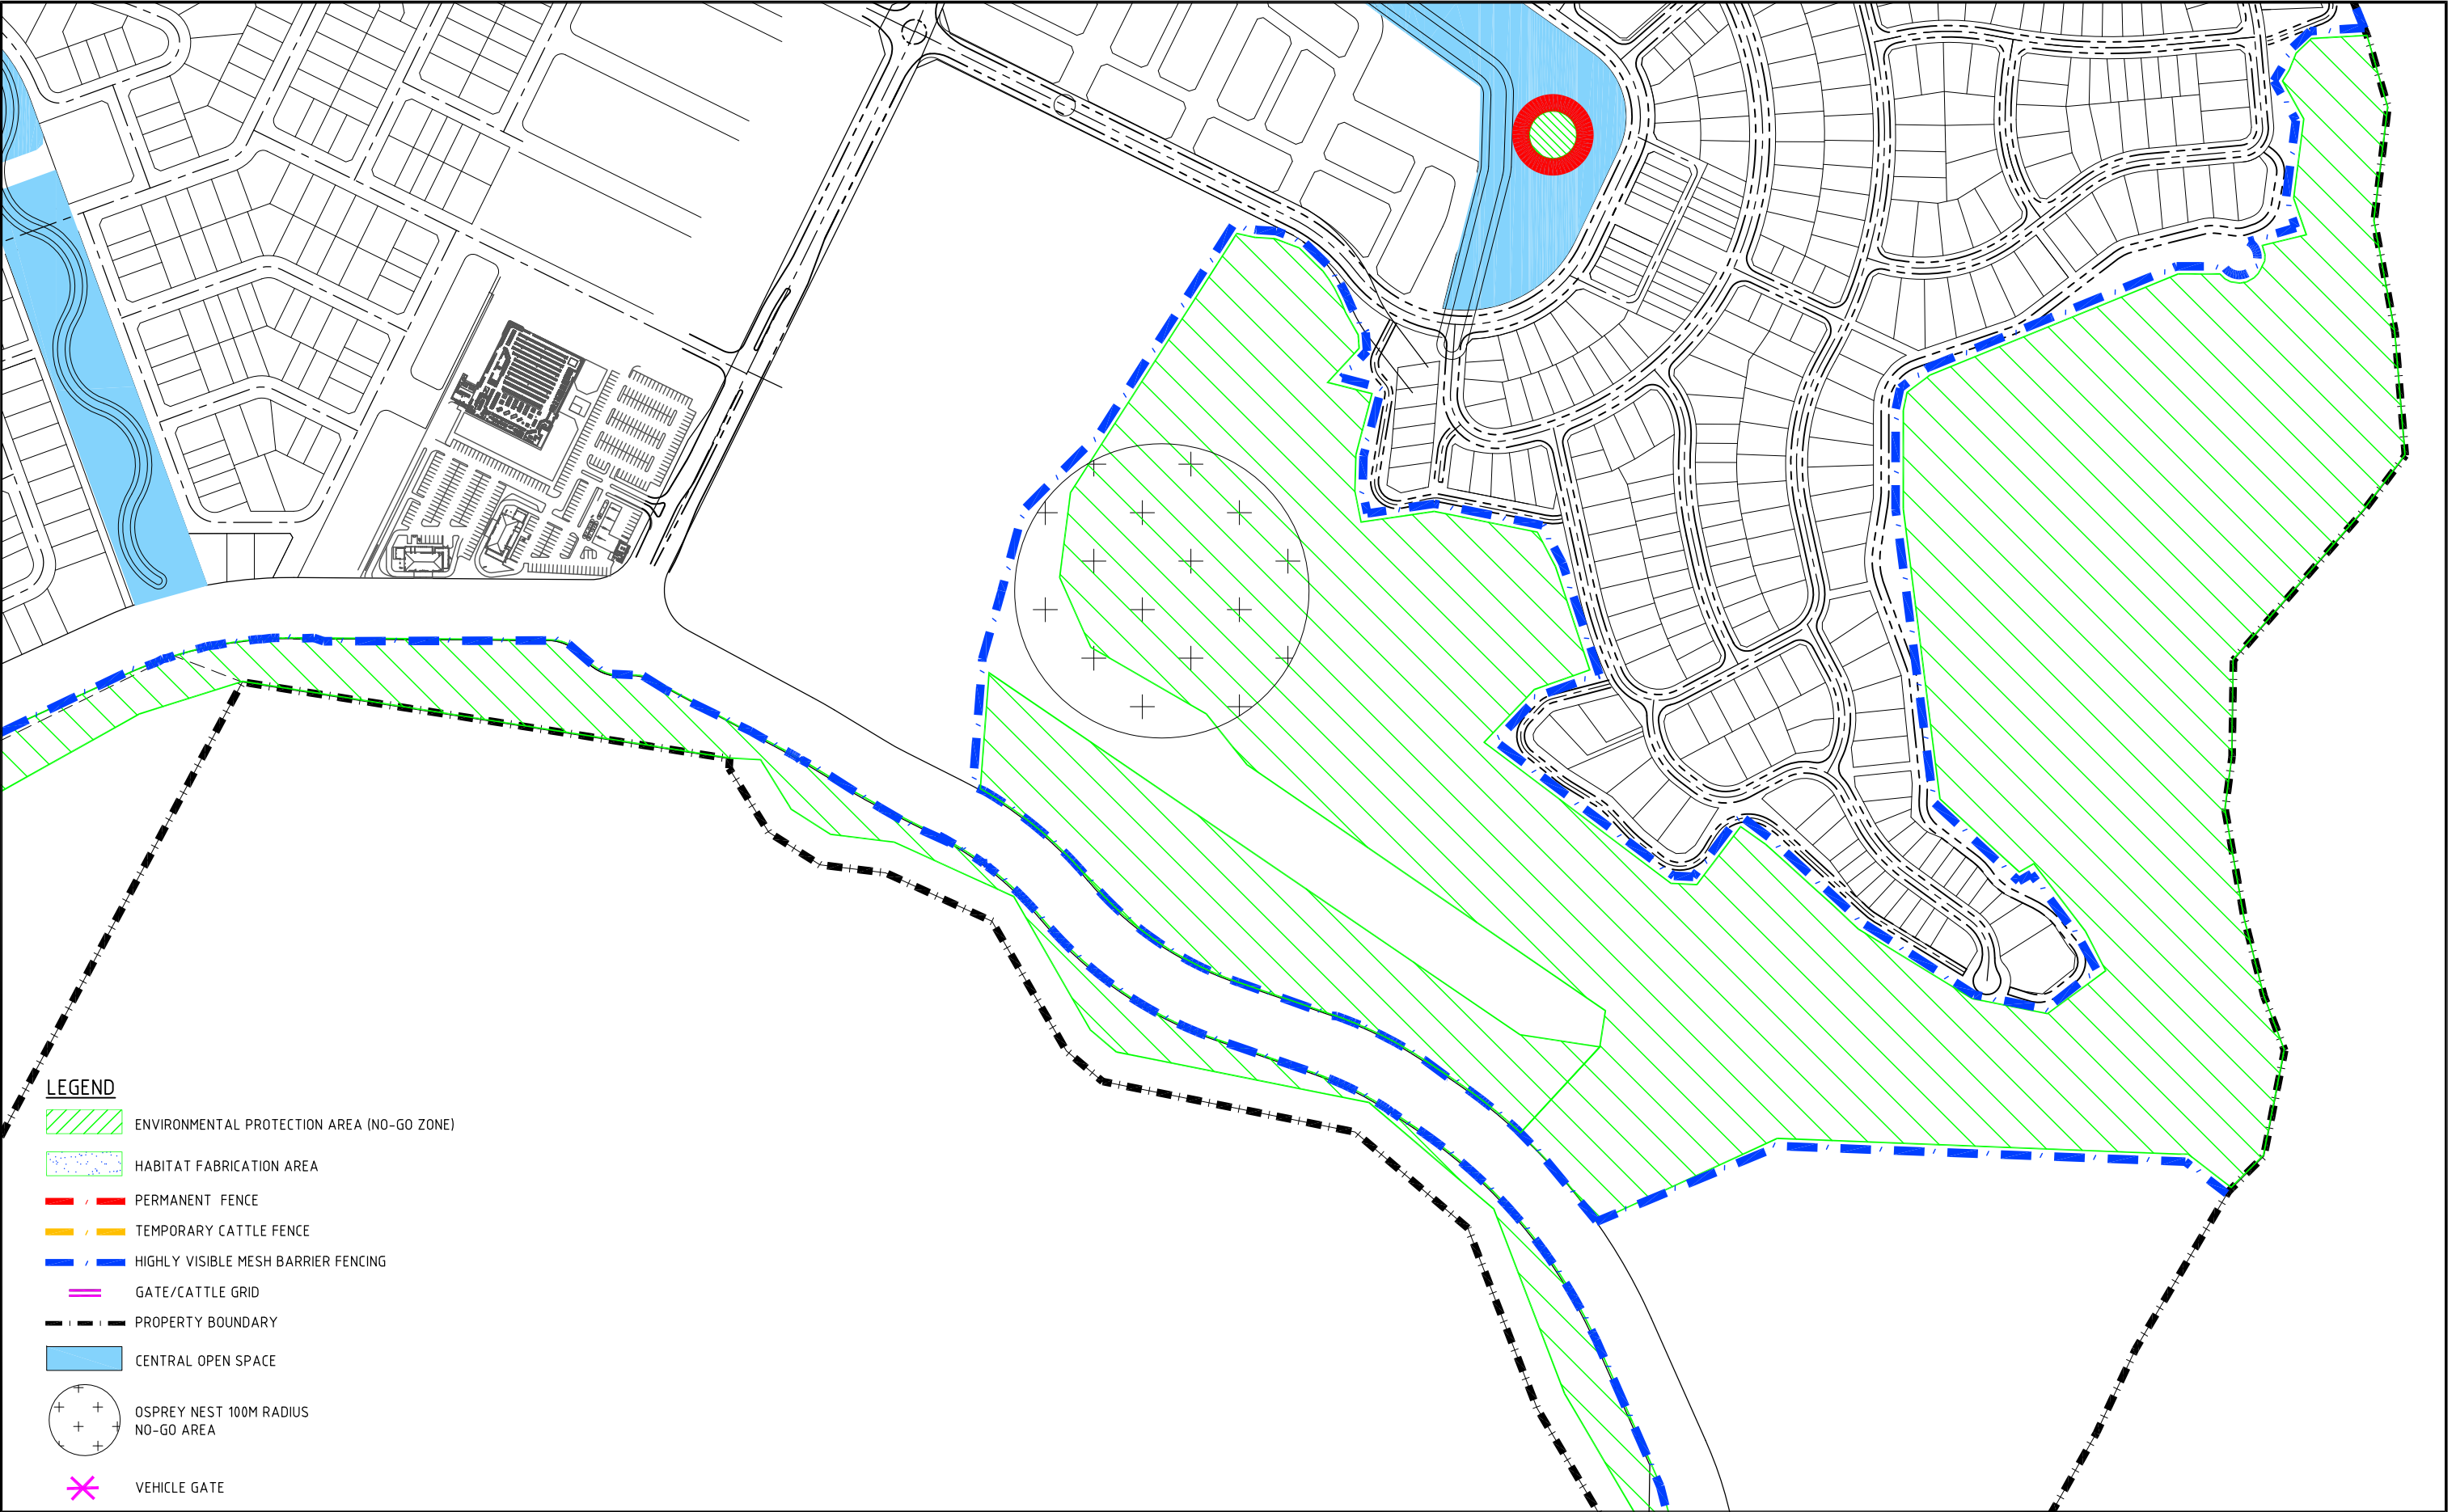 LEGEND
ENVIRONMENTAL PROTECTION AREA (NO-GO ZONE)
HABITAT FABRICATION AREA
PERMANENT FENCE
TEMPORARY CATTLE FENCE
HIGHLY VISIBLE MESH BARRIER FENCING
GATE/CATTLE GRID
PROPERTY BOUNDARY
CENTRAL OPEN SPACE
OSPREY NEST 100M RADIUS
NO-GO AREA
VEHICLE GATE